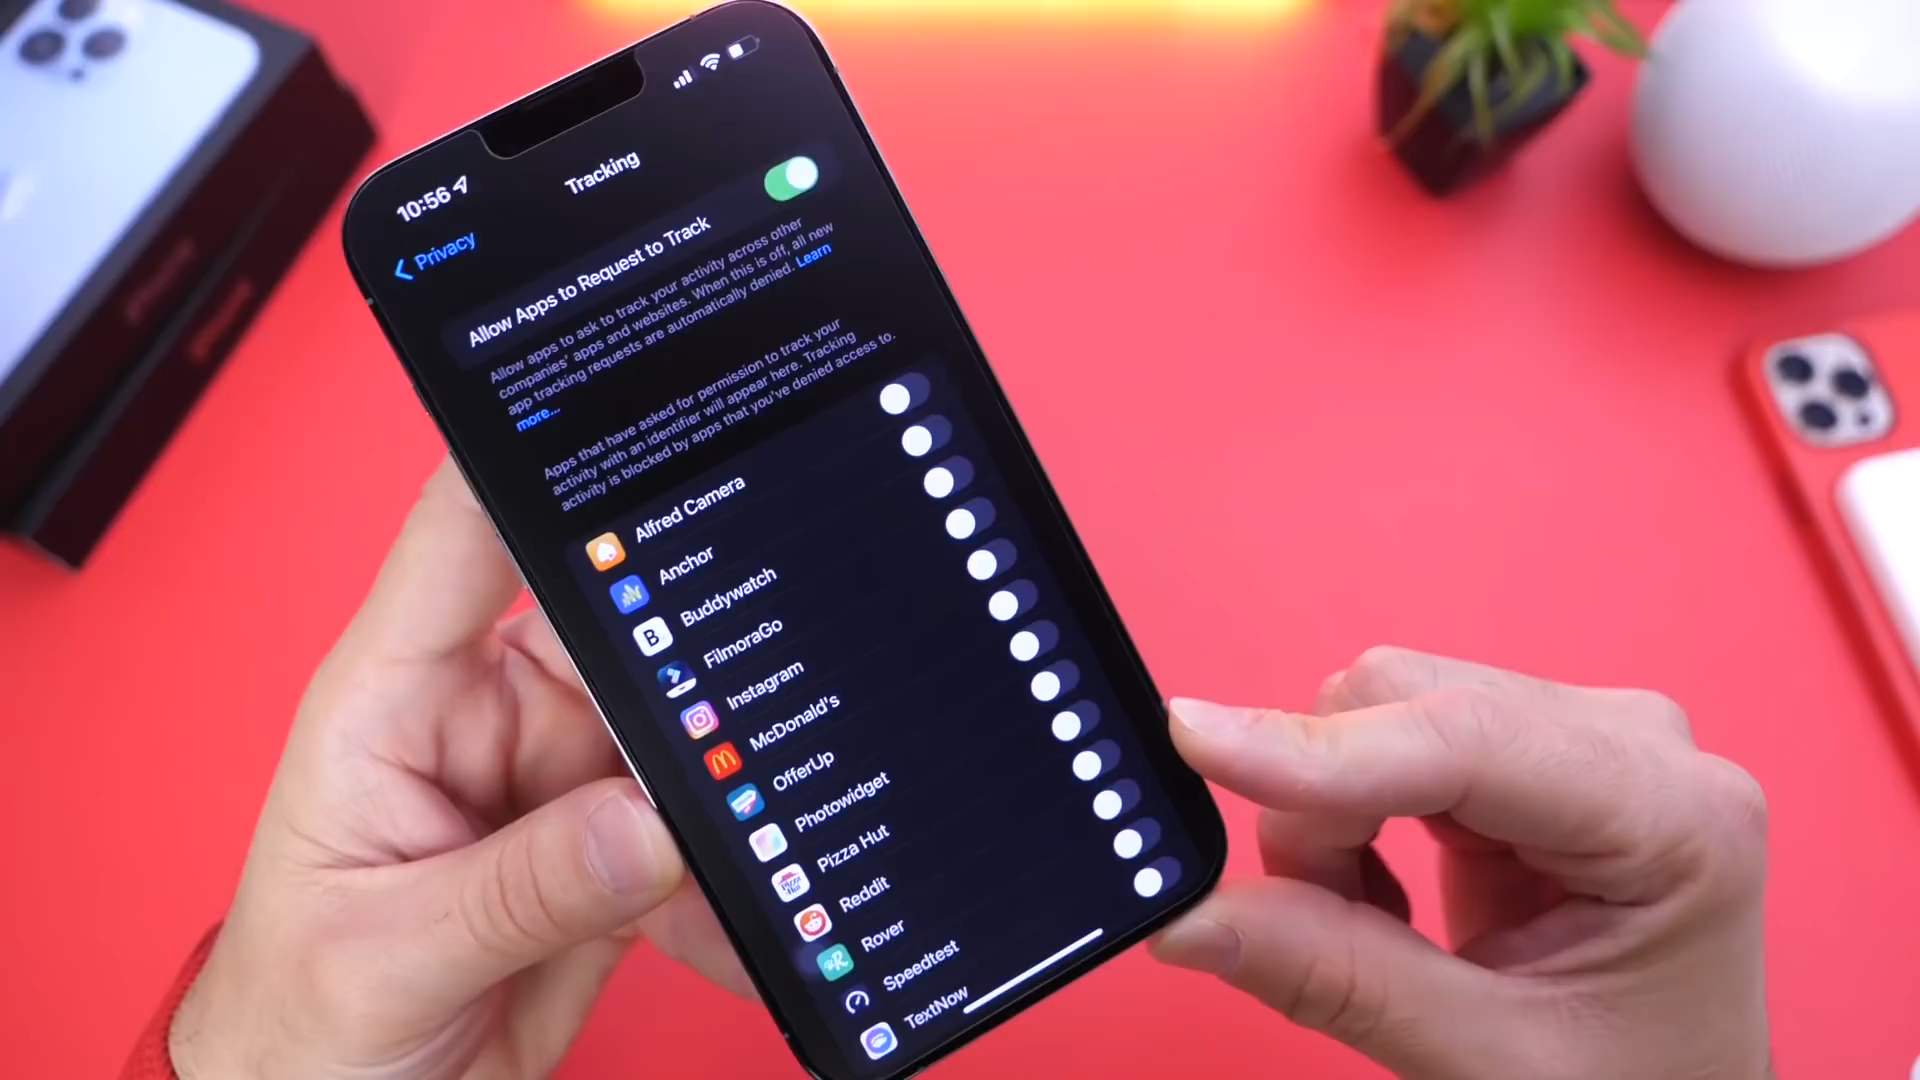 10:56
Privacy
Tracking
Allow Apps to Request to Track
Allow apps to ask to track your activity across other
companies' apps and websites. When this is off, all new
app tracking requests are automatically denied. Learn
more...
Apps that have asked for permission to track your
activity with an identifier will appear here. Tracking
activity is blocked by apps that you've denied access to.
Alfred Camera
Anchor
B
Buddywatch
FilmoraGo
Instagram
McDonald's
OfferUp
Photowidget
Pizza Hut
Pizza Hut
Reddit
R
Rover
Speedtest
TextNow